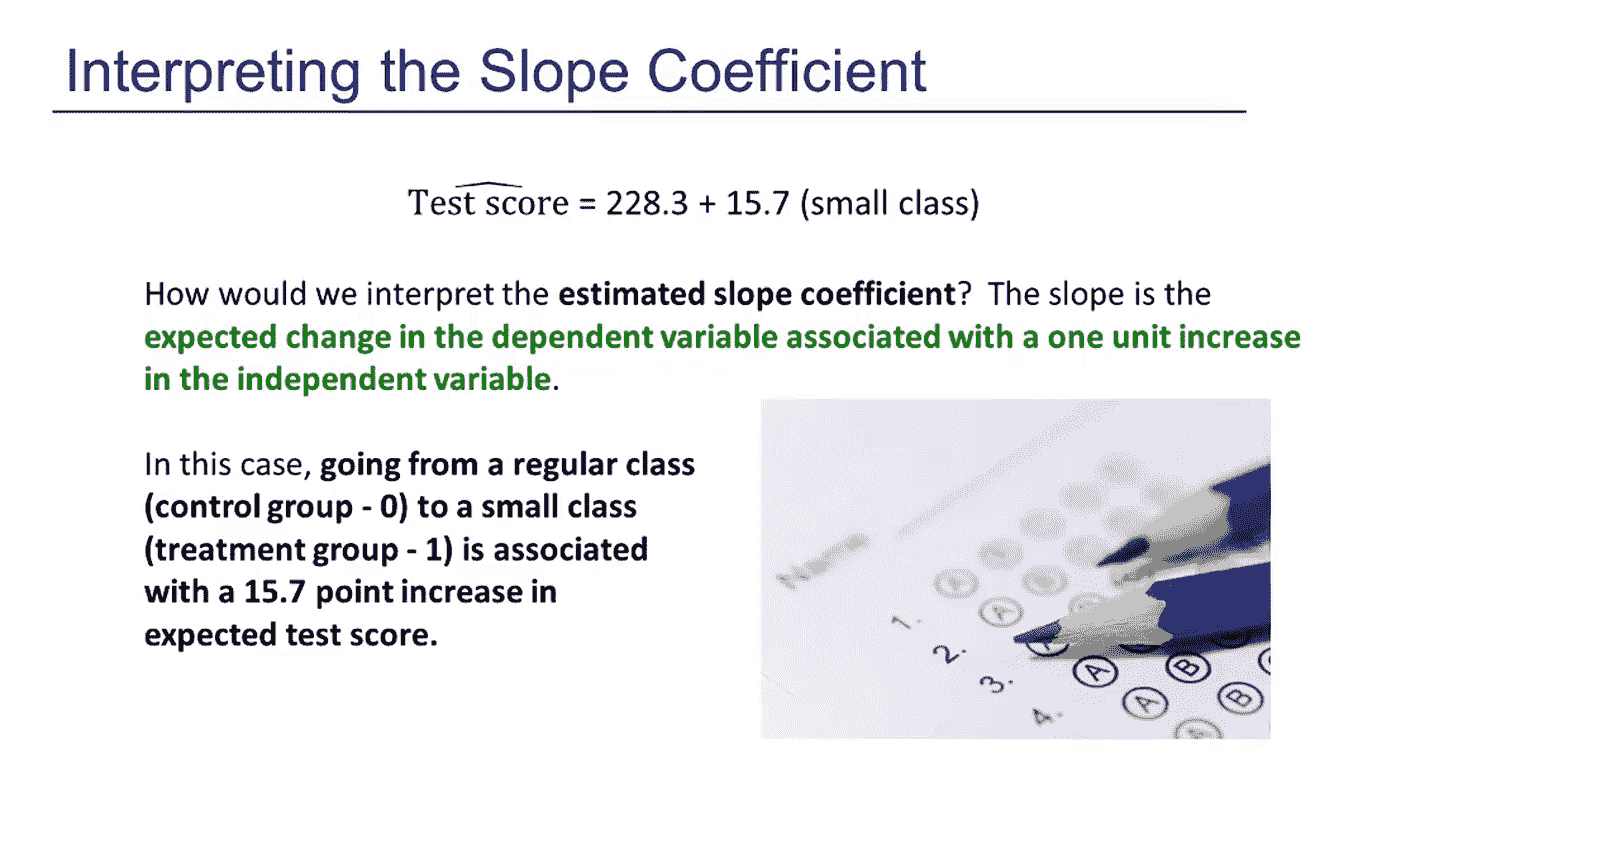 Interpreting the Slope Coefficient
Test score = 228.3 + 15.7 (small class)
How would we interpret the estimated slope coefficient? The slope is the
expected change in the dependent variable associated with a one unit increase
in the independent variable.
In this case, going from a regular class
(control group - 0) to a small class
(treatment group - 1) is associated
with a 15.7 point increase in
expected test score.
Name
1.
2.
3. A B
4. A B
A